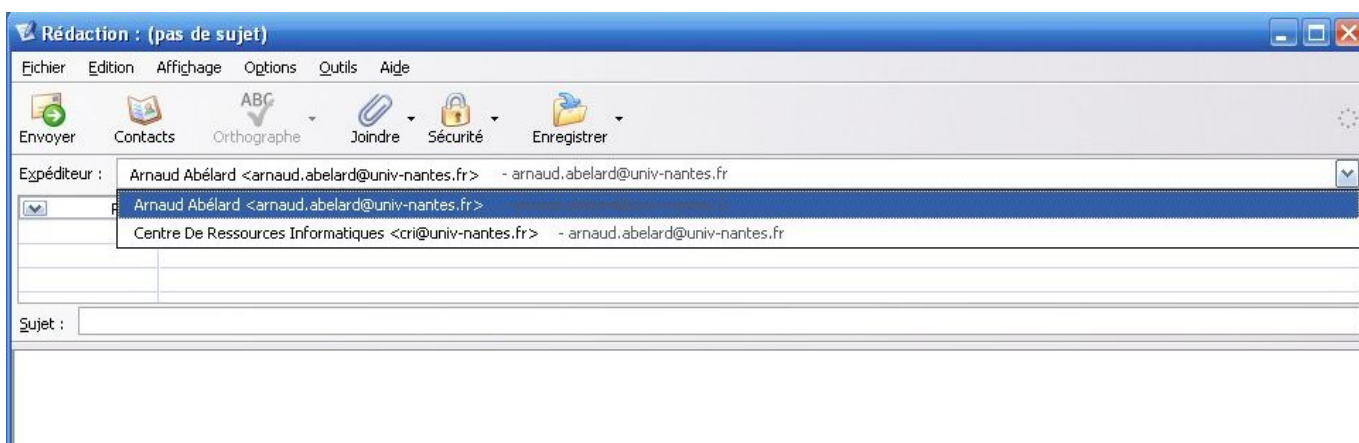 Rédaction : (pas de sujet)
Fichier Edition Affichage Options Outils Aide
ABC
Envoyer Contacts Orthographe Joindre Sécurité Enregistrer
Expéditeur : Arnaud Abélard <arnaud.abelard@univ-nantes.fr> - arnaud.abelard@univ-nantes.fr
Arnaud Abélard <arnaud.abelard@univ-nantes.fr>
Centre De Ressources Informatiques <cri@univ-nantes.fr> - arnaud.abelard@univ-nantes.fr
Sujet :